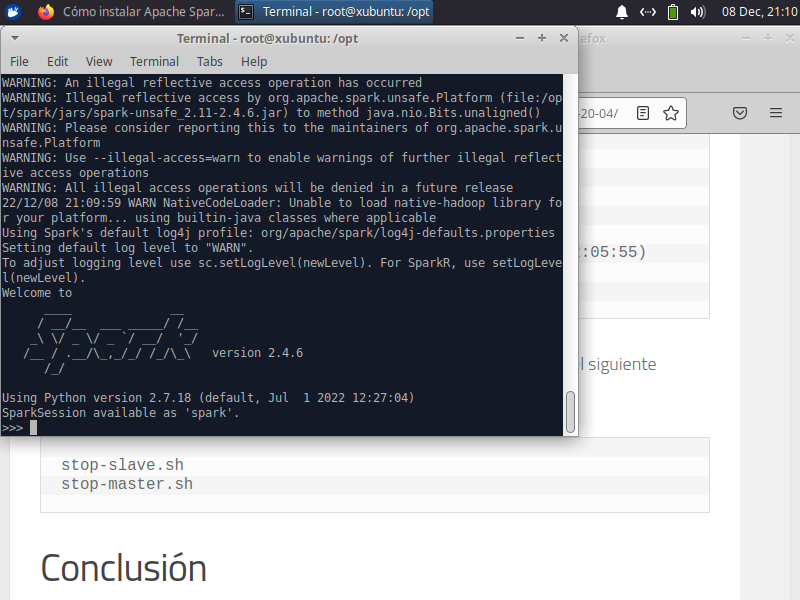 Cómo instalar Apache Spar...
Terminal - root@xubuntu: /opt
08 Dec, 21:10
Terminal - root@xubuntu: /opt
efox
File Edit View Terminal Tabs Help
WARNING: An illegal reflective access operation has occurred
WARNING: Illegal reflective access by org.apache.spark.unsafe.Platform (file:/op
t/spark/jars/spark-unsafe_2.11-2.4.6.jar) to method java.nio.Bits.unaligned()
WARNING: Please consider reporting this to the maintainers of org.apache.spark.u
nsafe.Platform
WARNING: Use --illegal-access=warn to enable warnings of further illegal reflect
ive access operations
WARNING: All illegal access operations will be denied in a future release
22/12/08 21:09:59 WARN NativeCodeLoader: Unable to load native-hadoop library fo
r your platform... using builtin-java classes where applicable
Using Spark's default log4j profile: org/apache/spark/log4j-defaults.properties
Setting default log level to "WARN".
To adjust logging level use sc.setLogLevel(newLevel). For SparkR, use setLogLeve
l(newLevel).
Welcome to
      ____              __
     / __/__  ___ _____/ /__
    _\ \/ _ \/ _ `/ __/  '_/
   /__ / .__/\_,_/_/ /_/\_\   version 2.4.6
      /_/
Using Python version 2.7.18 (default, Jul  1 2022 12:27:04)
SparkSession available as 'spark'.
>>>
-20-04/
:05:55)
el siguiente
stop-slave.sh
stop-master.sh
Conclusión